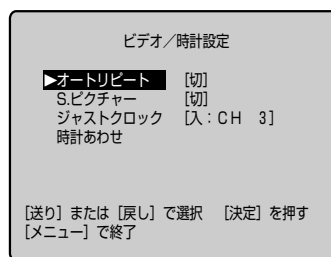 ビデオ/時計設定
▶オートリピート [切]
S.ピクチャー [切]
ジャストクロック [入:CH 3]
時計あわせ
[送り] または [戻し] で選択 [決定] を押す
[メニュー] で終了